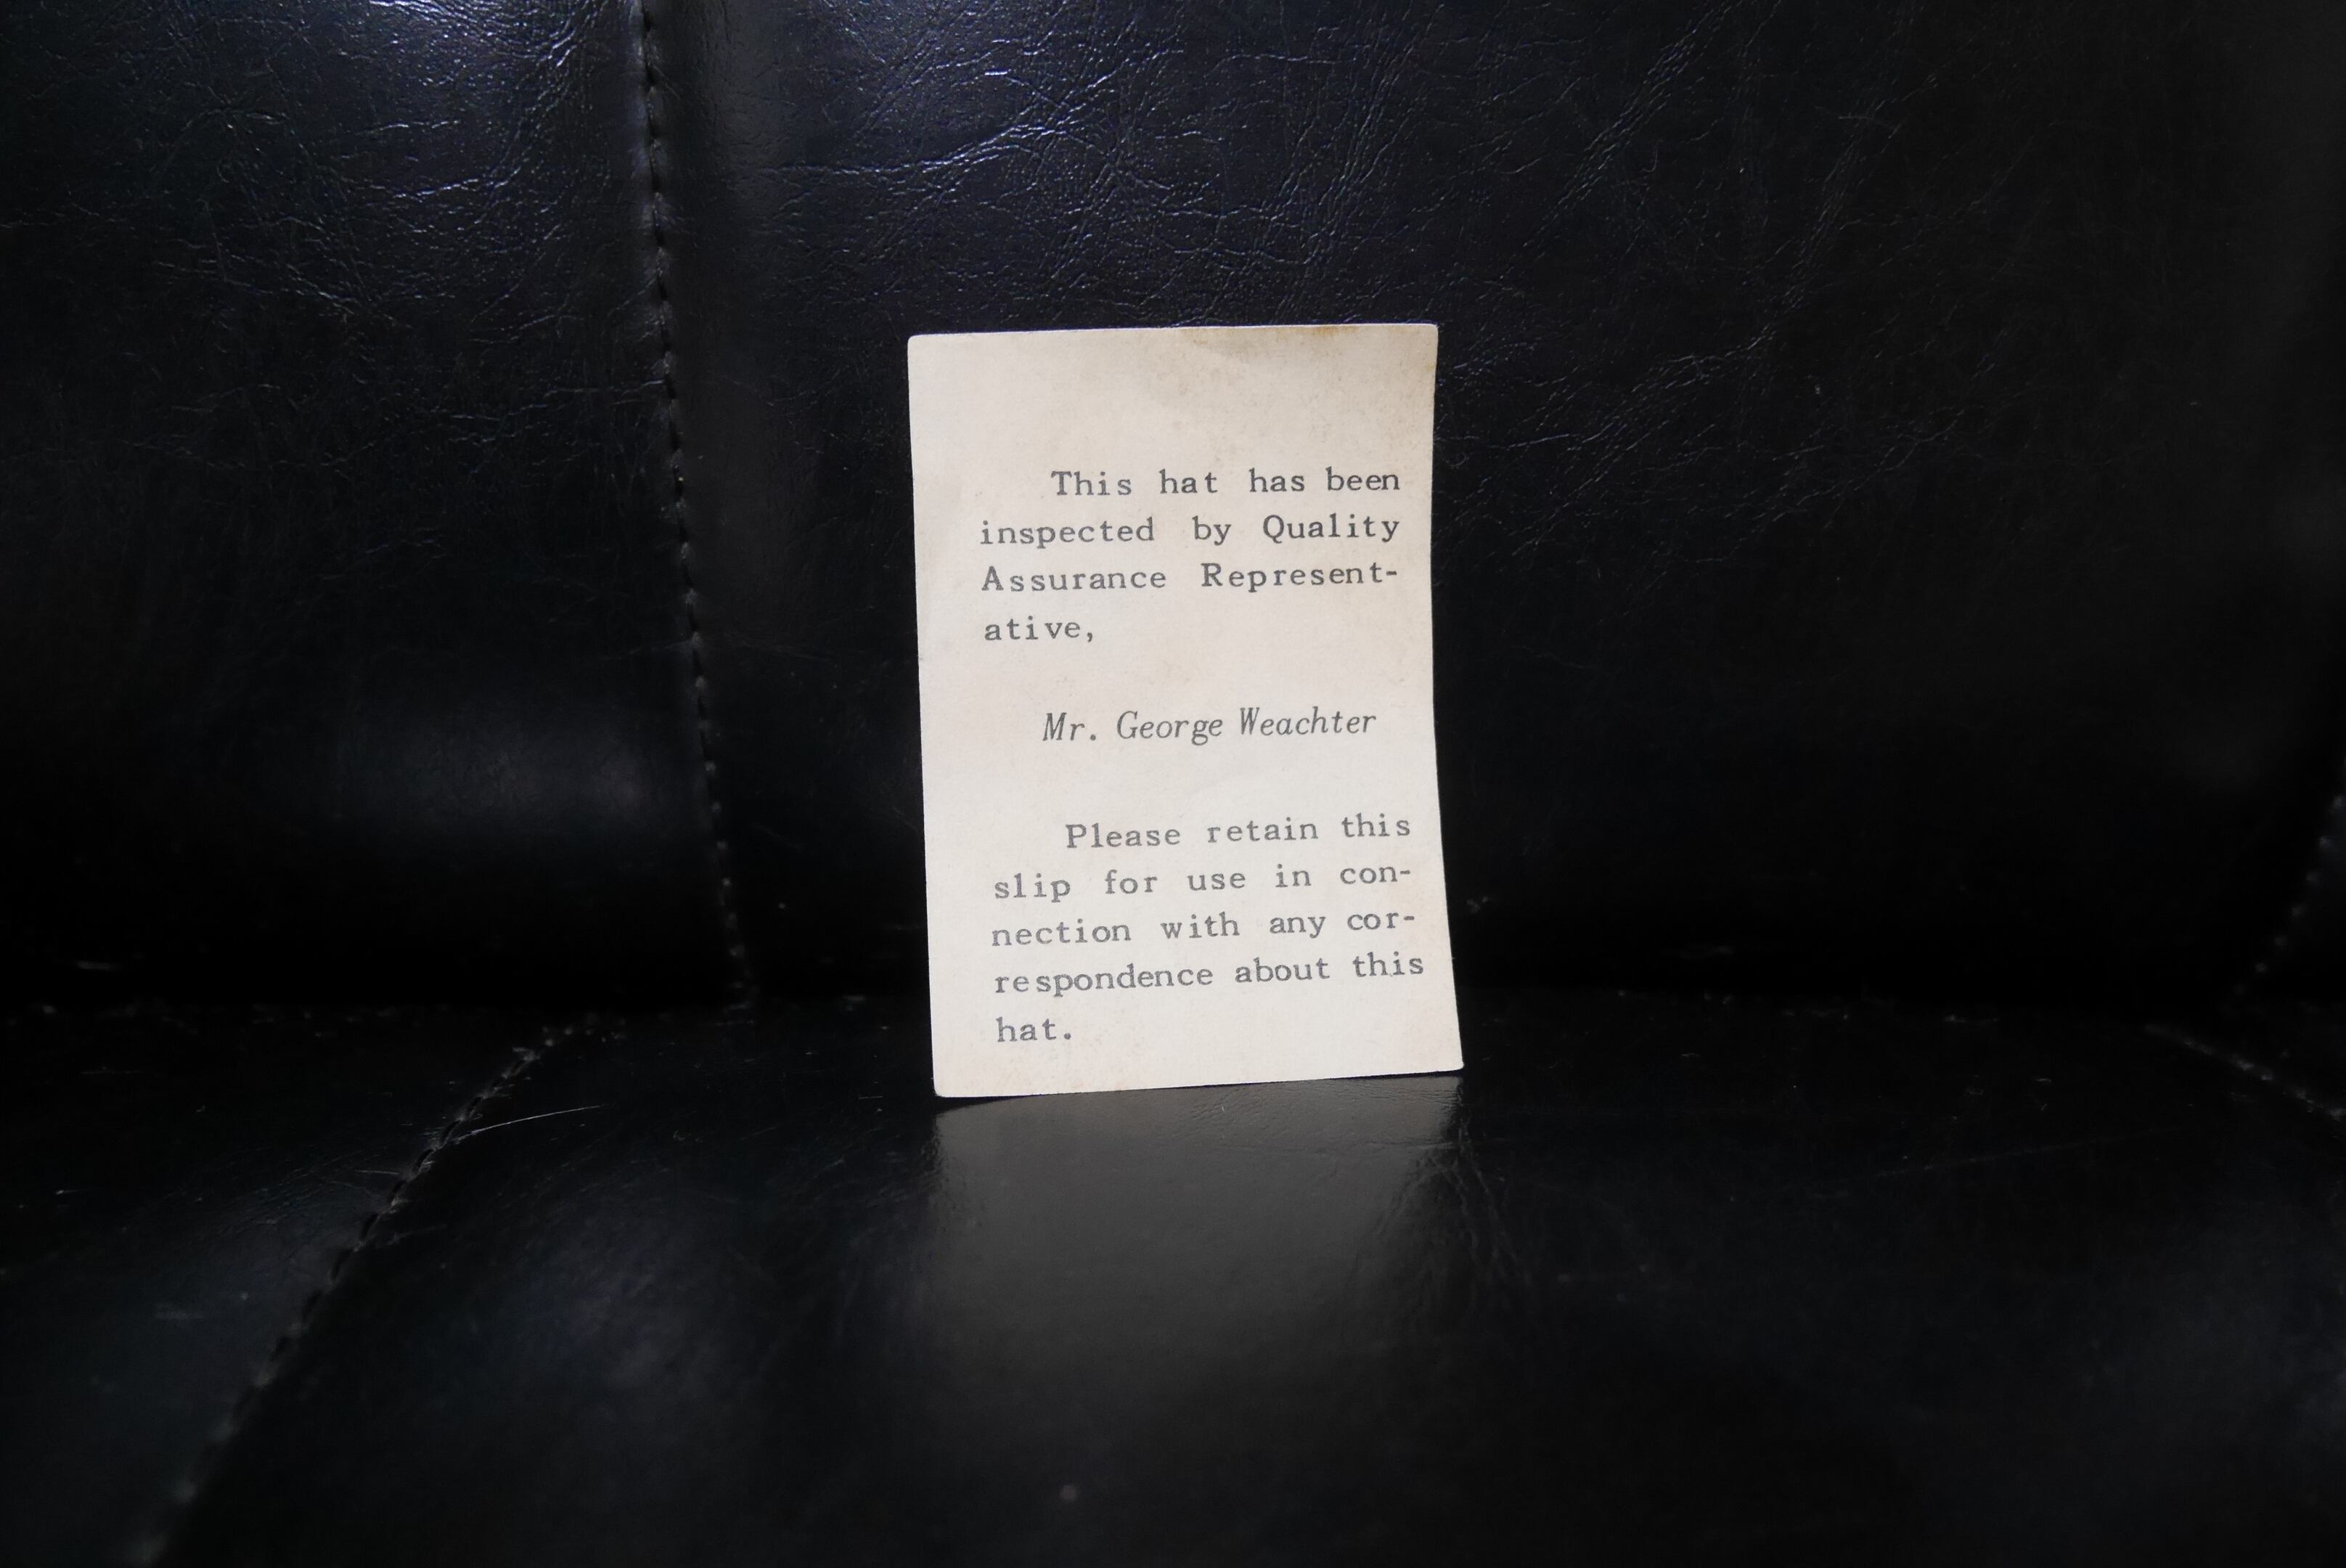 This hat has been
inspected by Quality
Assurance Represent-
ative,
Mr. George Weachter
Please retain this
slip for use in con-
nection with any cor-
respondence about this
hat.